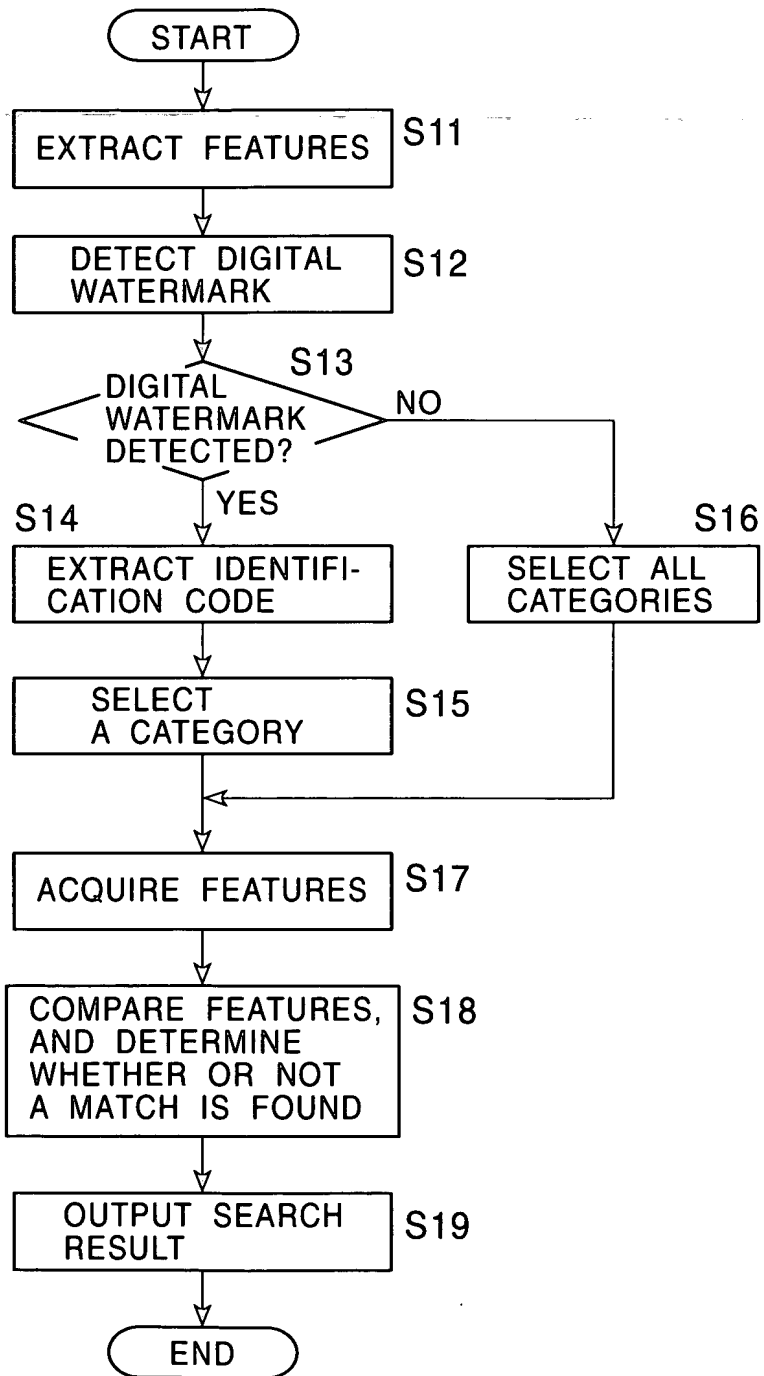 START
EXTRACT FEATURES
S11
DETECT DIGITAL
WATERMARK
S12
S13
DIGITAL
WATERMARK
DETECTED?
NO
YES
S14
EXTRACT IDENTIFI-
CATION CODE
S16
SELECT ALL
CATEGORIES
SELECT
A CATEGORY
S15
ACQUIRE FEATURES
S17
COMPARE FEATURES,
AND DETERMINE
WHETHER OR NOT
A MATCH IS FOUND
S18
OUTPUT SEARCH
RESULT
S19
END